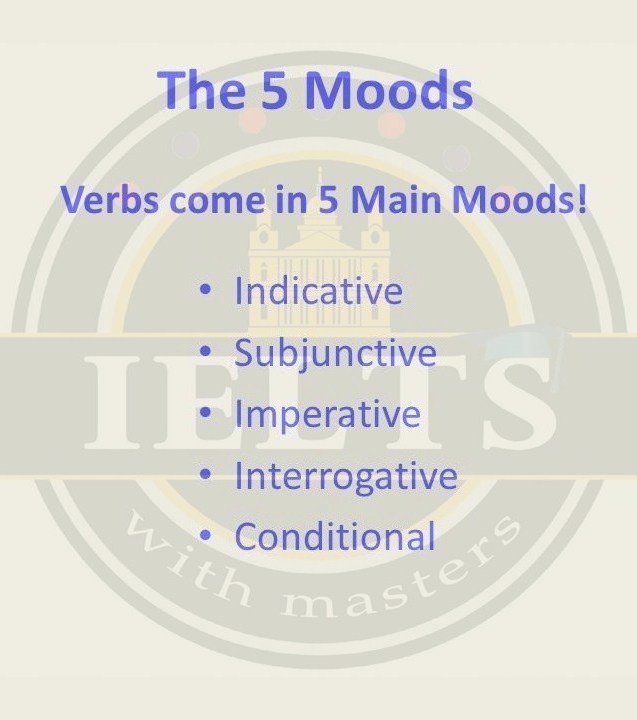 The 5 Moods
Verbs come in 5 Main Moods!
• Indicative
• Subjunctive
• Imperative
• Interrogative
• Conditional
IELTS
with masters